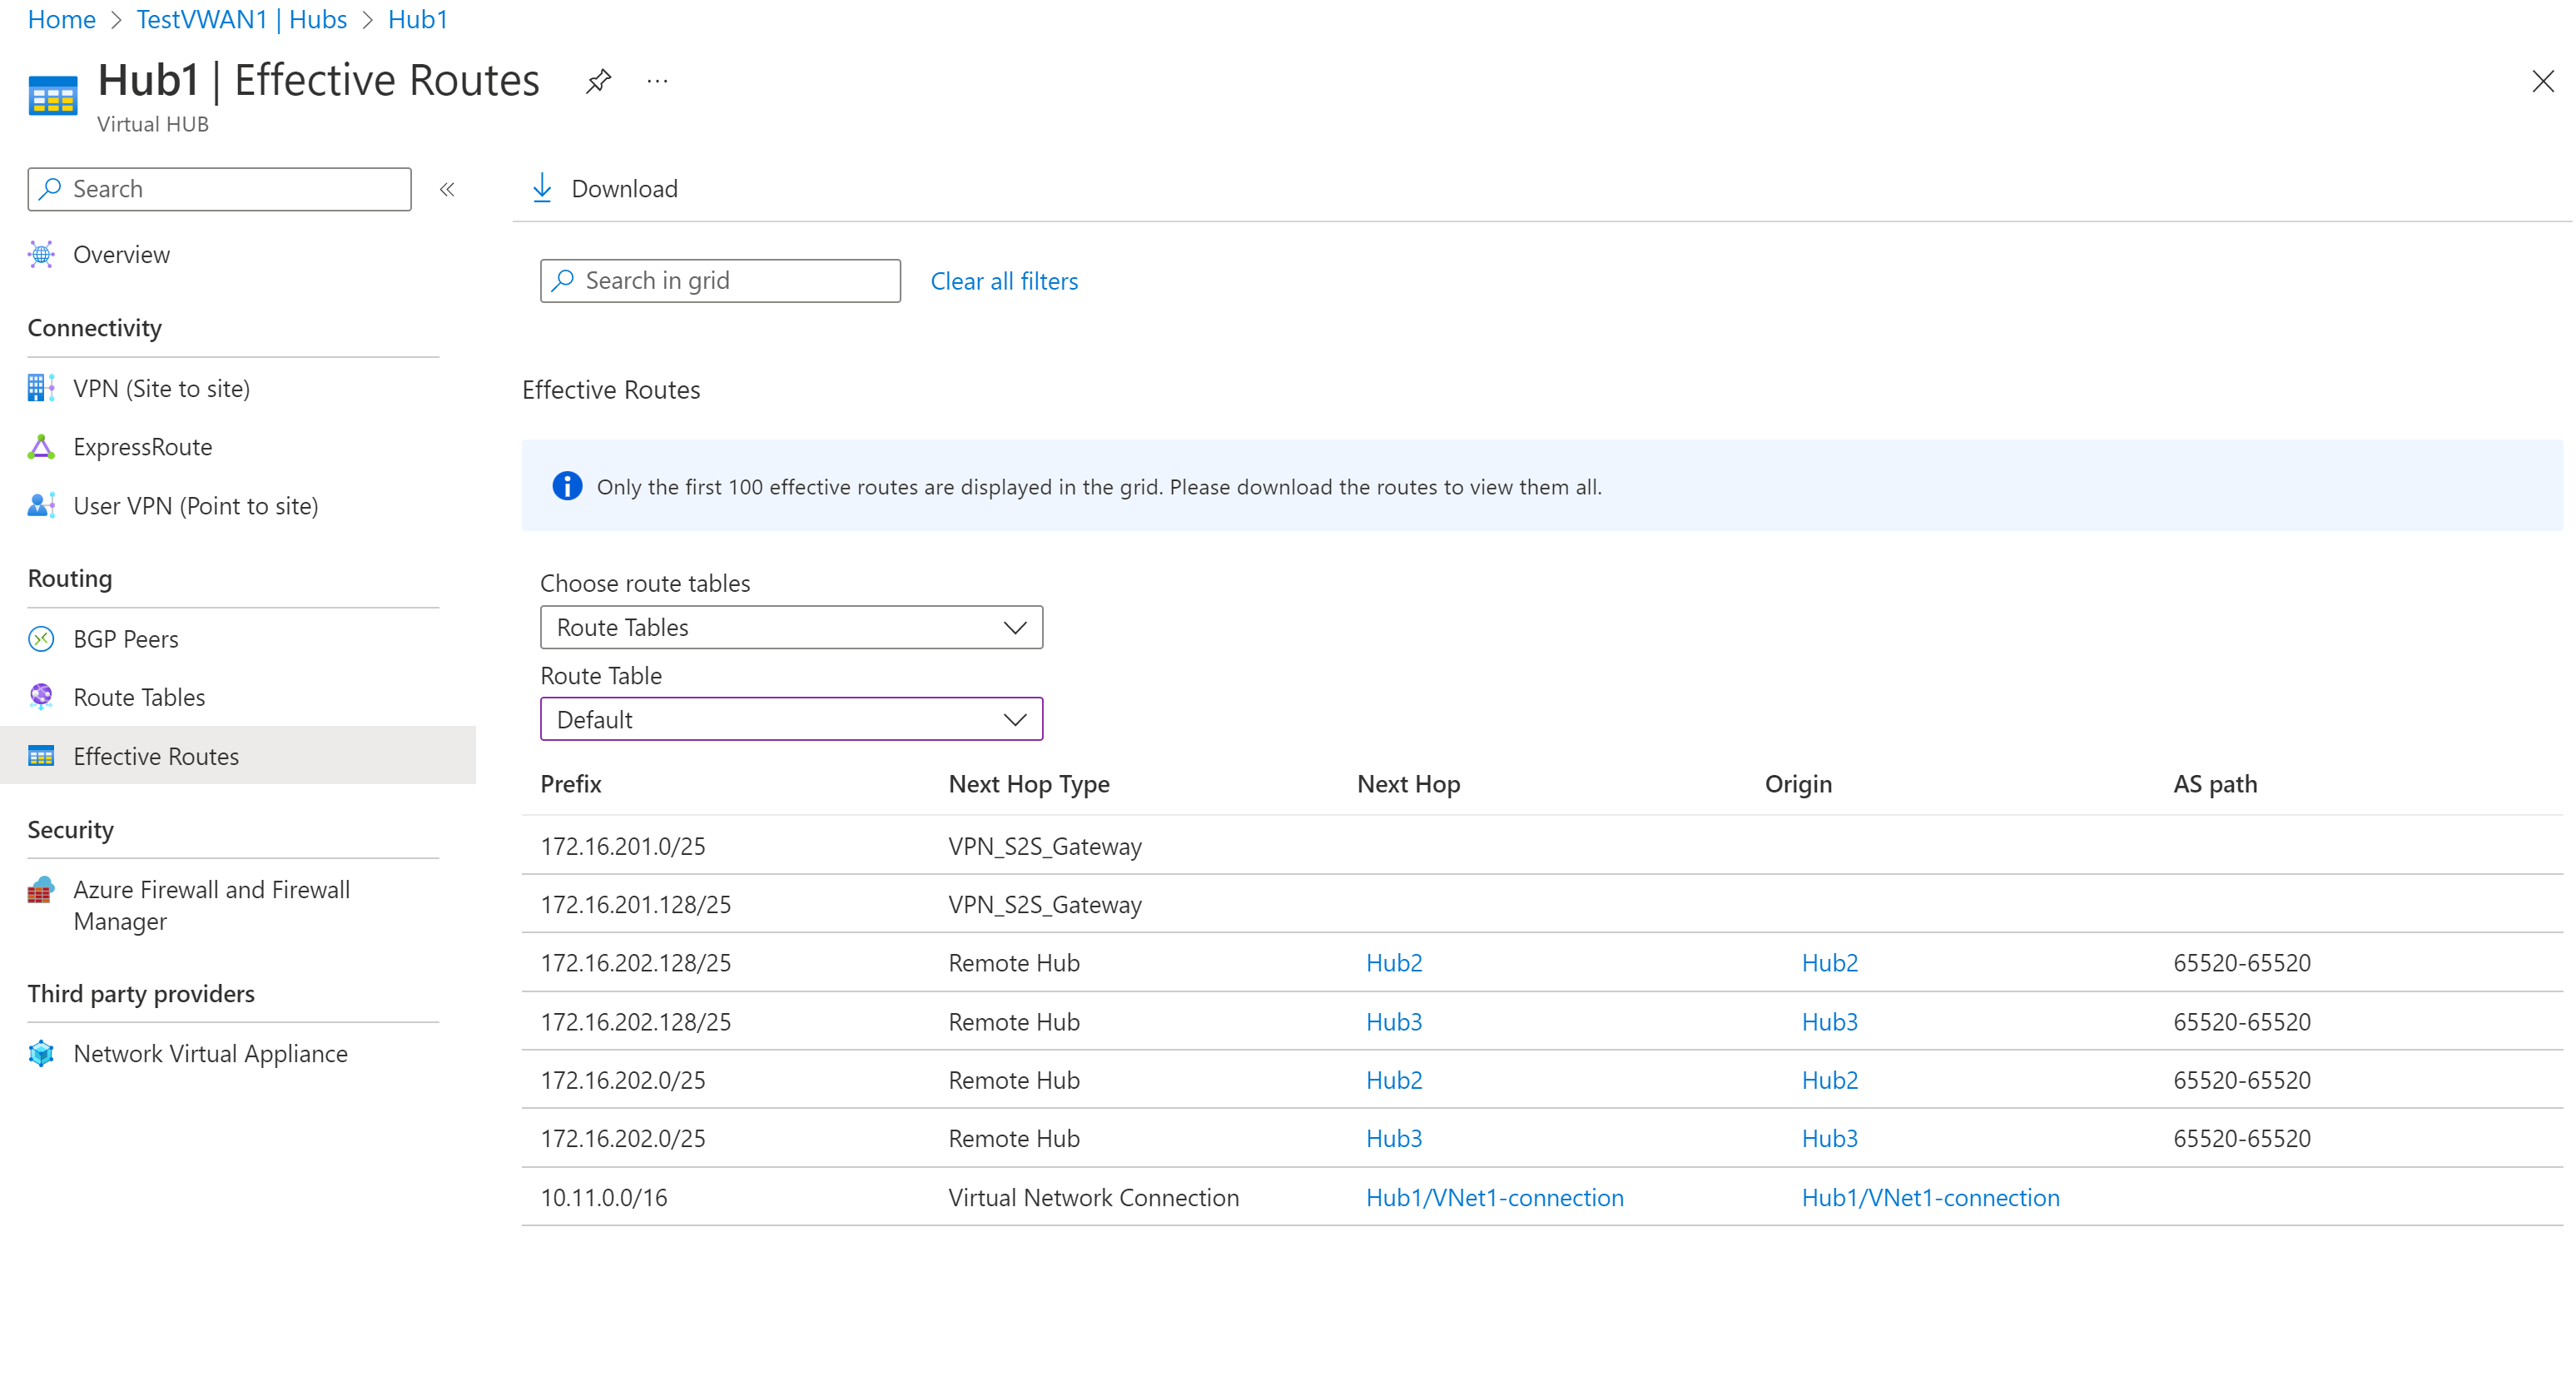 Home > TestVWAN1 | Hubs > Hub1
Hub1 | Effective Routes
Virtual HUB
Search
Overview
Connectivity
VPN (Site to site)
ExpressRoute
User VPN (Point to site)
Routing
BGP Peers
Route Tables
Effective Routes
Security
Azure Firewall and Firewall
Manager
Third party providers
Network Virtual Appliance
Download
Search in grid Clear all filters
Effective Routes
Only the first 100 effective routes are displayed in the grid. Please download the routes to view them all.
Choose route tables
Route Tables
Route Table
Default
Prefix Next Hop Type Next Hop Origin AS path
172.16.201.0/25 VPN_S2S_Gateway
172.16.201.128/25 VPN_S2S_Gateway
172.16.202.128/25 Remote Hub Hub2 Hub2 65520-65520
172.16.202.128/25 Remote Hub Hub3 Hub3 65520-65520
172.16.202.0/25 Remote Hub Hub2 Hub2 65520-65520
172.16.202.0/25 Remote Hub Hub3 Hub3 65520-65520
10.11.0.0/16 Virtual Network Connection Hub1/VNet1-connection Hub1/VNet1-connection